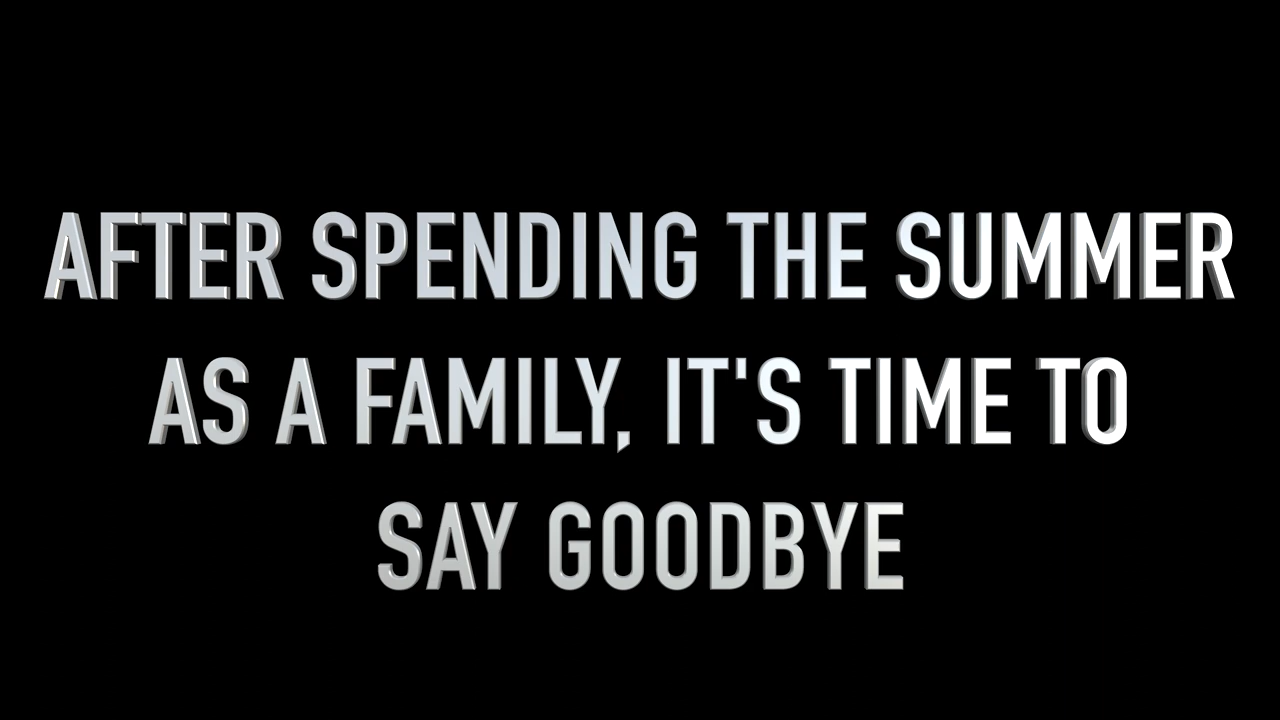 AFTER SPENDING THE SUMMER
AS A FAMILY, IT'S TIME TO
SAY GOODBYE